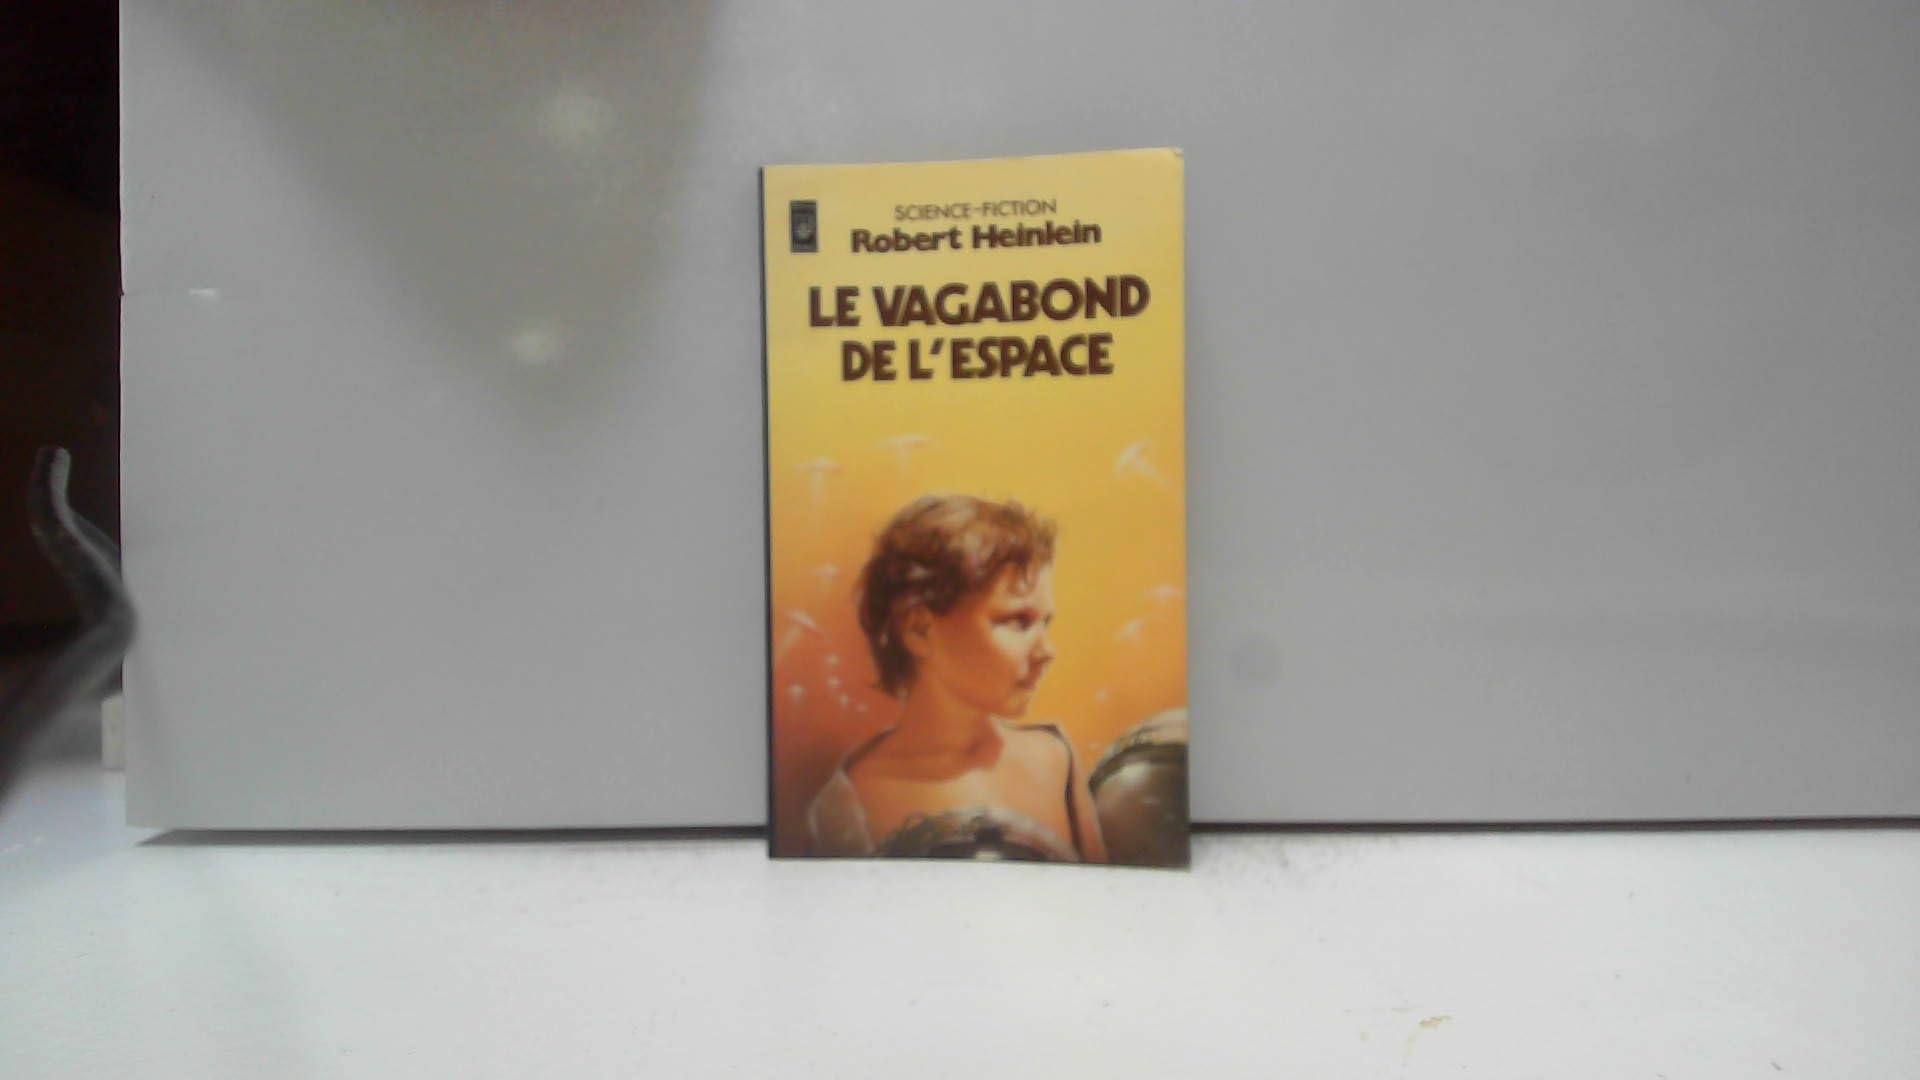 SCIENCE-FICTION
Robert Heinlein
LE VAGABOND
DE L'ESPACE